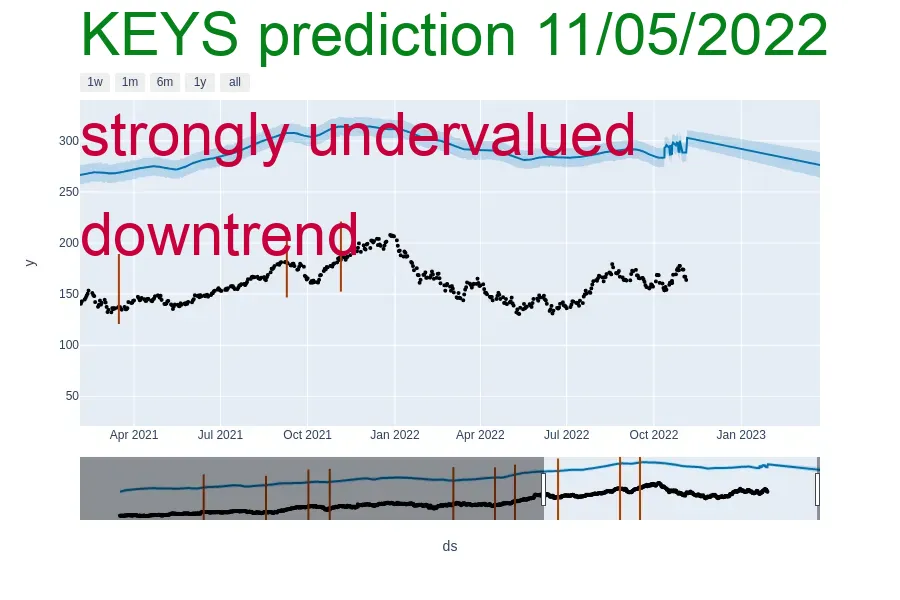 KEYS prediction 11/05/2022
1w 1m 6m 1y all
strongly undervalued
downtrend
300
250
200
150
100
50
y
Apr 2021 Jul 2021 Oct 2021 Jan 2022 Apr 2022 Jul 2022 Oct 2022 Jan 2023
ds